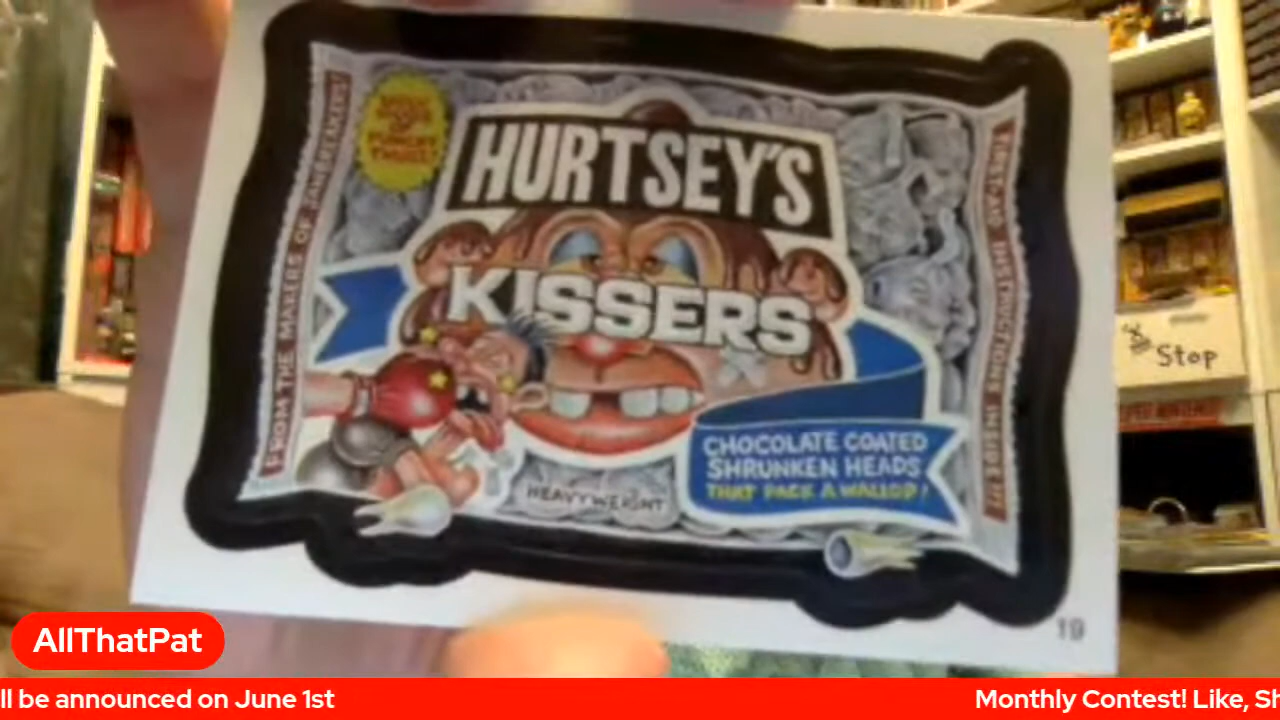 FROM THE MAKERS OF JAWBREAKERS!
HURTSEY'S
KISSERS
CHOCOLATE COATED
SHRUNKEN HEADS
THAT PACK A WALLOP!
HEAVYWEIGHT
FIRST-AID INSTRUCTIONS INSIDE!!!
19
Stop
AllThatPat
ll be announced on June 1st
Monthly Contest! Like, Sh